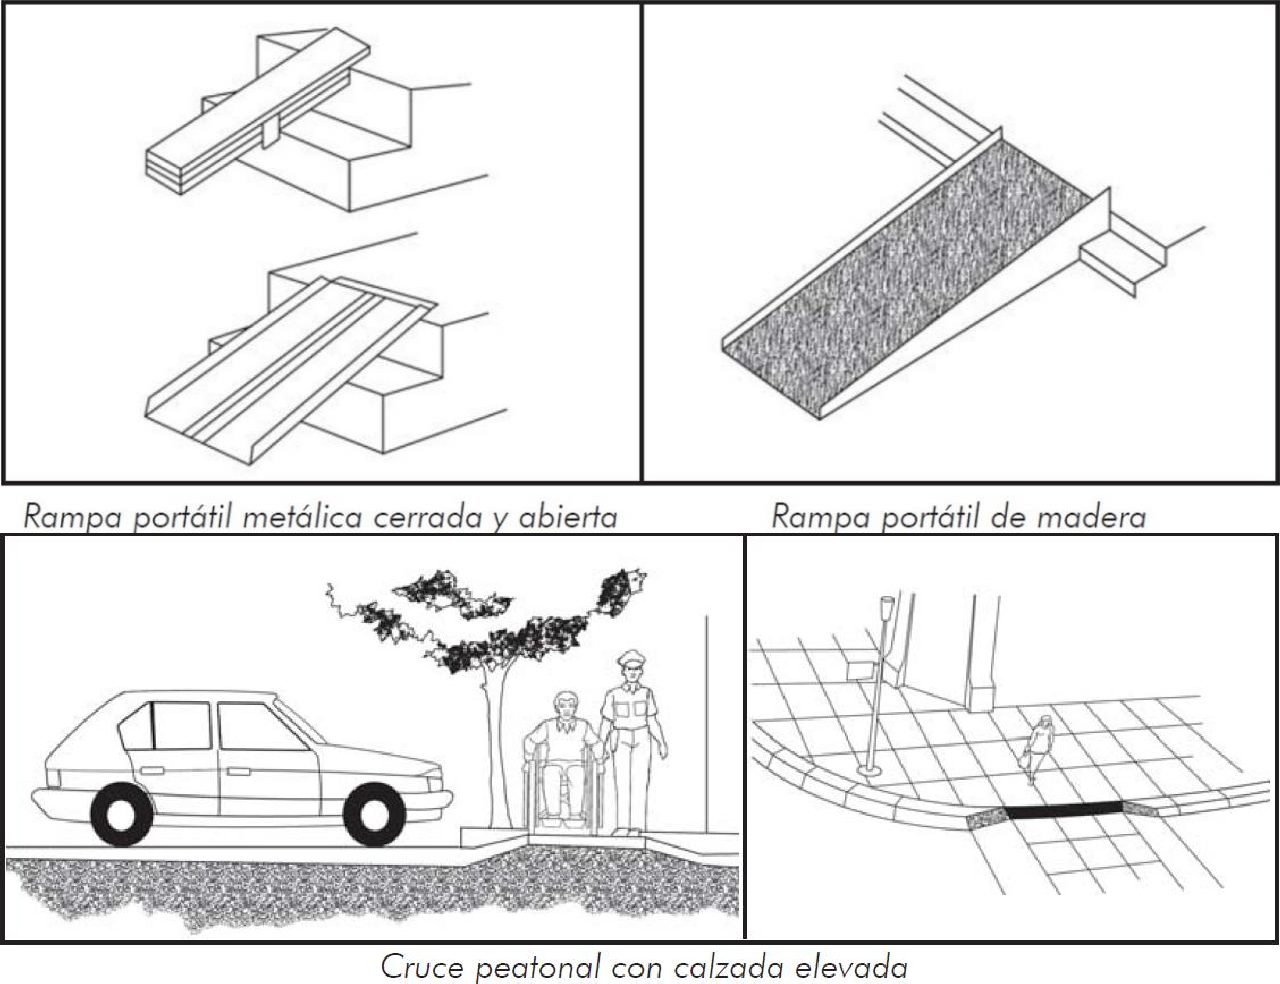 Rampa portátil metálica cerrada y abierta
Rampa portátil de madera
Cruce peatonal con calzada elevada